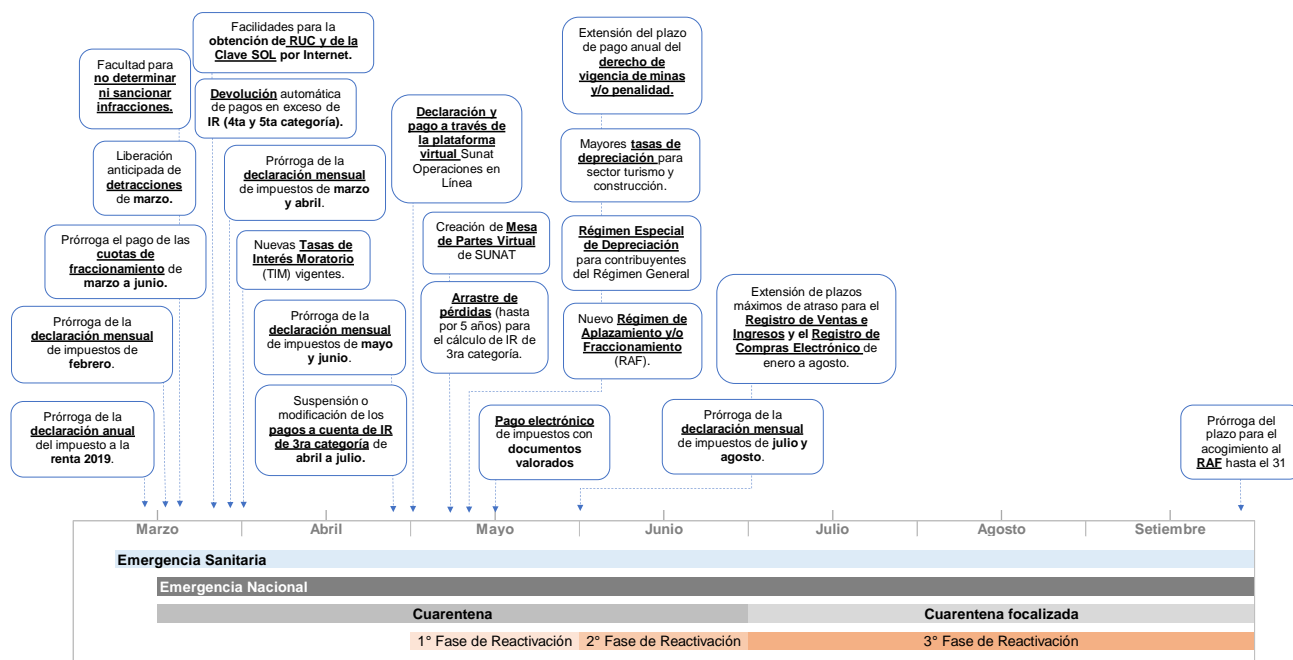 Facilidades para la
obtención de RUC y de la
Clave SOL por Internet.
Facultad para
no determinar
ni sancionar
infracciones.
Devolución automática
de pagos en exceso de
IR (4ta y 5ta categoría).
Liberación
anticipada de
detracciones
de marzo.
Prórroga de la
declaración mensual
de impuestos de marzo
y abril.
Prórroga el pago de las
cuotas de
fraccionamiento de
marzo a junio.
Nuevas Tasas de
Interés Moratorio
(TIM) vigentes.
Prórroga de la
declaración mensual
de impuestos de
febrero.
Prórroga de la
declaración mensual
de impuestos de mayo
y junio.
Prórroga de la
declaración anual
del impuesto a la
renta 2019.
Suspensión o
modificación de los
pagos a cuenta de IR
de 3ra categoría de
abril a julio.
Declaración y
pago a través de
la plataforma
virtual Sunat
Operaciones en
Línea
Creación de Mesa
de Partes Virtual
de SUNAT
Arrastre de
pérdidas (hasta
por 5 años) para
el cálculo de IR de
3ra categoría.
Pago electrónico
de impuestos con
documentos
valorados
Extensión del plazo
de pago anual del
derecho de
vigencia de minas
y/o penalidad.
Mayores tasas de
depreciación para
sector turismo y
construcción.
Régimen Especial
de Depreciación
para contribuyentes
del Régimen General
Nuevo Régimen de
Aplazamiento y/o
Fraccionamiento
(RAF).
Extensión de plazos
máximos de atraso para el
Registro de Ventas e
Ingresos y el Registro de
Compras Electrónico de
enero a agosto.
Prórroga de la
declaración mensual
de impuestos de julio y
agosto.
Prórroga del
plazo para el
acogimiento al
RAF hasta el 31
Marzo Abril Mayo Junio Julio Agosto Setiembre
Emergencia Sanitaria
Emergencia Nacional
Cuarentena Cuarentena focalizada
1° Fase de Reactivación 2° Fase de Reactivación 3° Fase de Reactivación